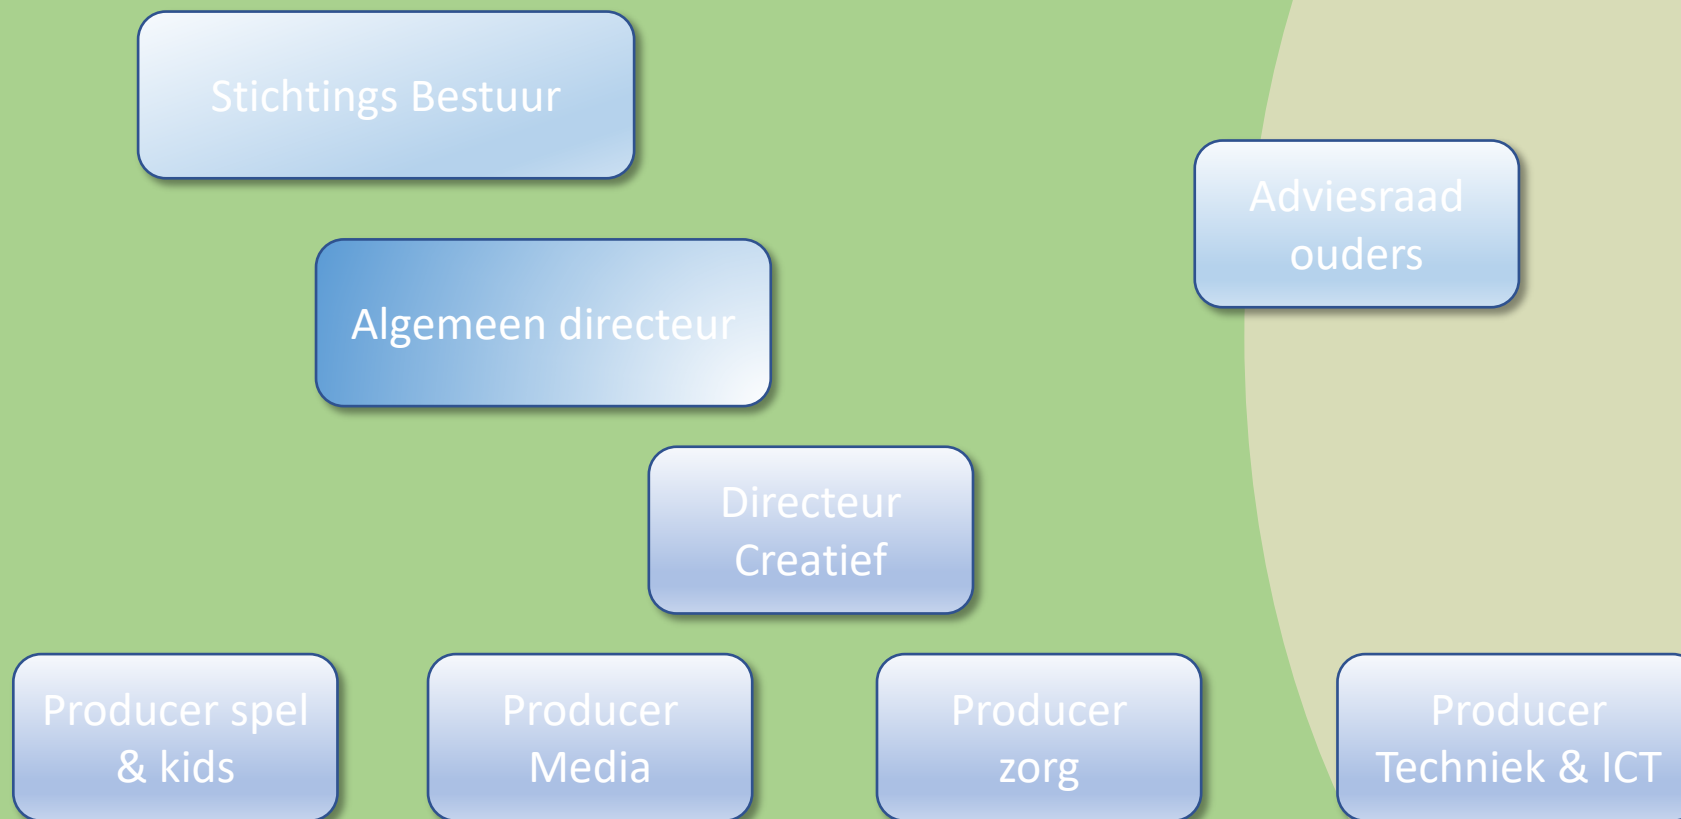 Stichtings Bestuur
Adviesraad
ouders
Algemeen directeur
Directeur
Creatief
Producer spel
& kids
Producer
Media
Producer
zorg
Producer
Techniek & ICT